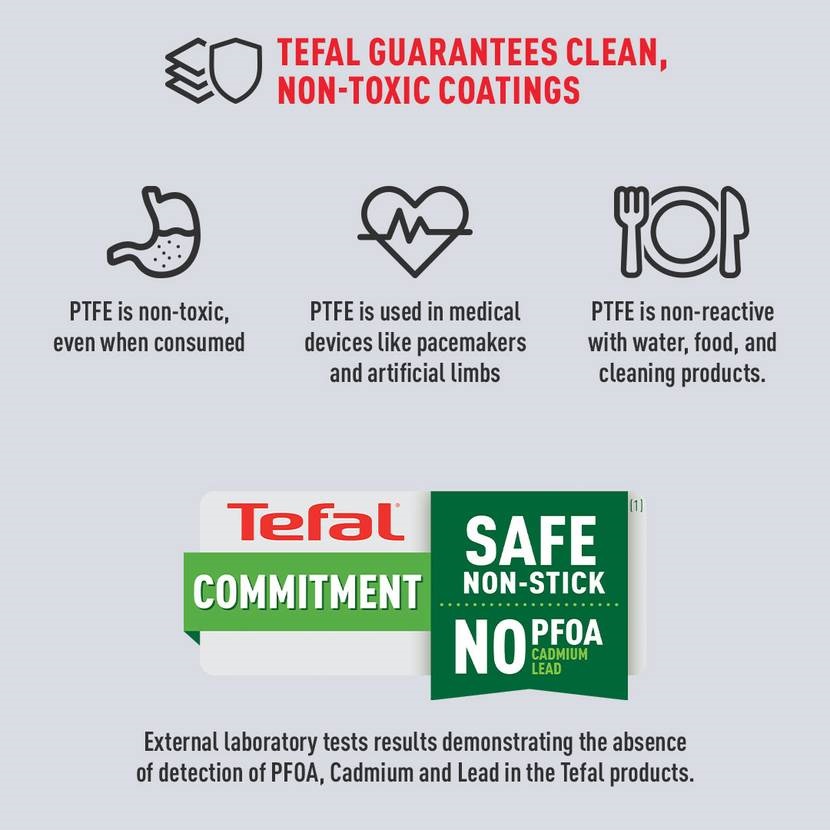 TEFAL GUARANTEES CLEAN,
NON-TOXIC COATINGS
PTFE is non-toxic,
even when consumed
PTFE is used in medical
devices like pacemakers
and artificial limbs
PTFE is non-reactive
with water, food, and
cleaning products.
Tefal®
COMMITMENT
SAFE
NON-STICK
(1)
NO PFOA
CADMIUM
LEAD
External laboratory tests results demonstrating the absence
of detection of PFOA, Cadmium and Lead in the Tefal products.